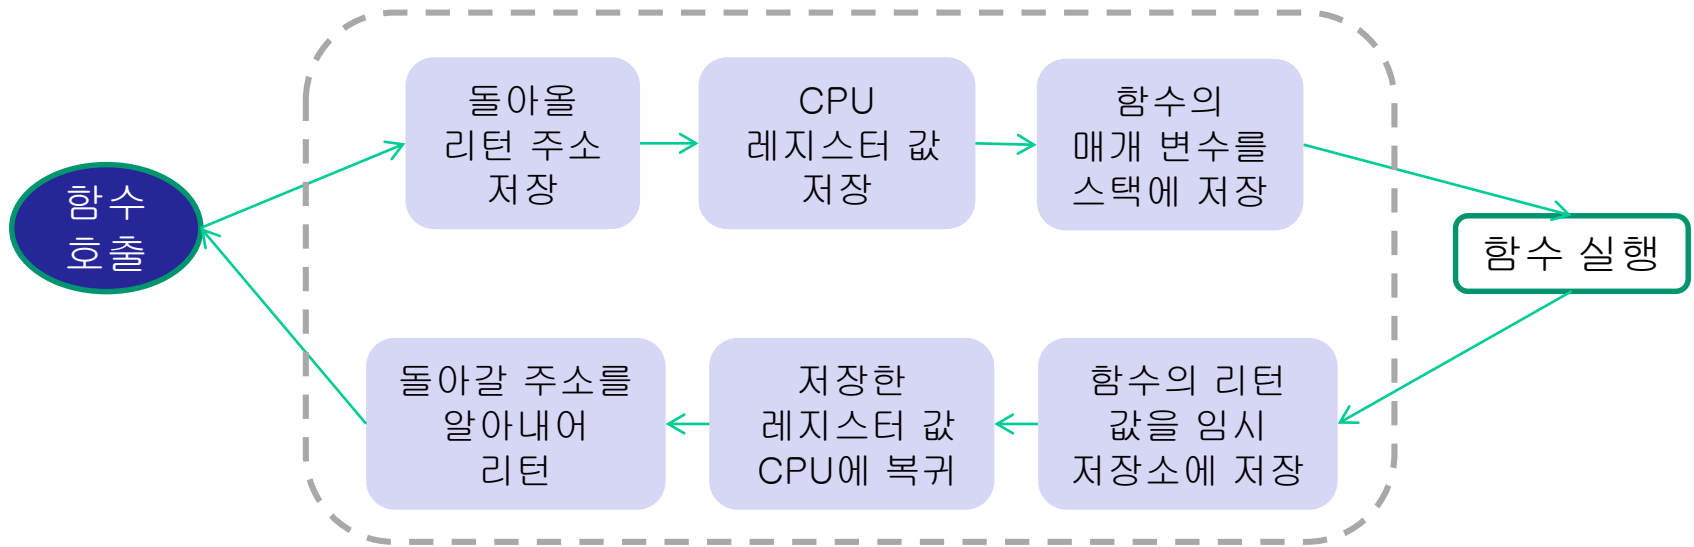 함수
호출
돌아올
리턴 주소
저장
CPU
레지스터 값
저장
함수의
매개 변수를
스택에 저장
함수 실행
함수의 리턴
값을 임시
저장소에 저장
저장한
레지스터 값
CPU에 복귀
돌아갈 주소를
알아내어
리턴